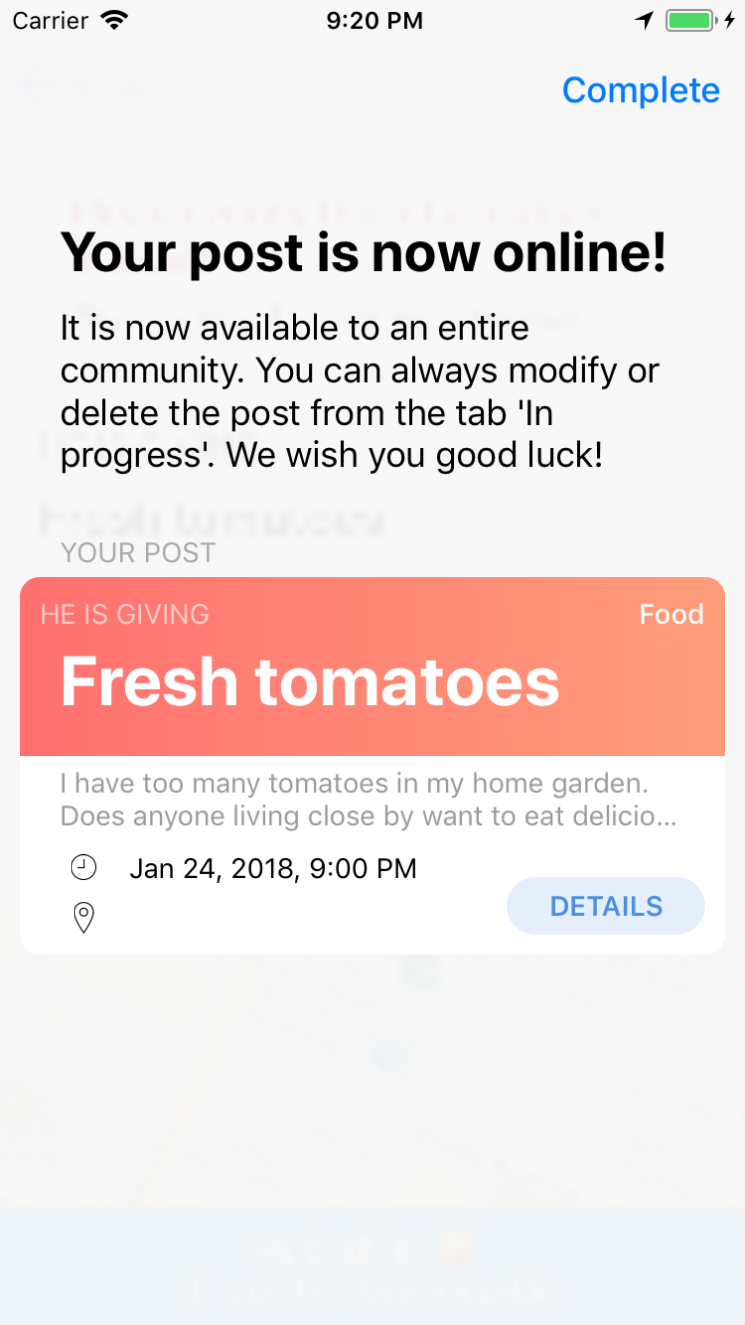 Carrier 9:20 PM
Complete
Your post is now online!
It is now available to an entire
community. You can always modify or
delete the post from the tab 'In
progress'. We wish you good luck!
Fresh tomatoes
YOUR POST
HE IS GIVING Food
Fresh tomatoes
I have too many tomatoes in my home garden.
Does anyone living close by want to eat delicio...
Jan 24, 2018, 9:00 PM
DETAILS